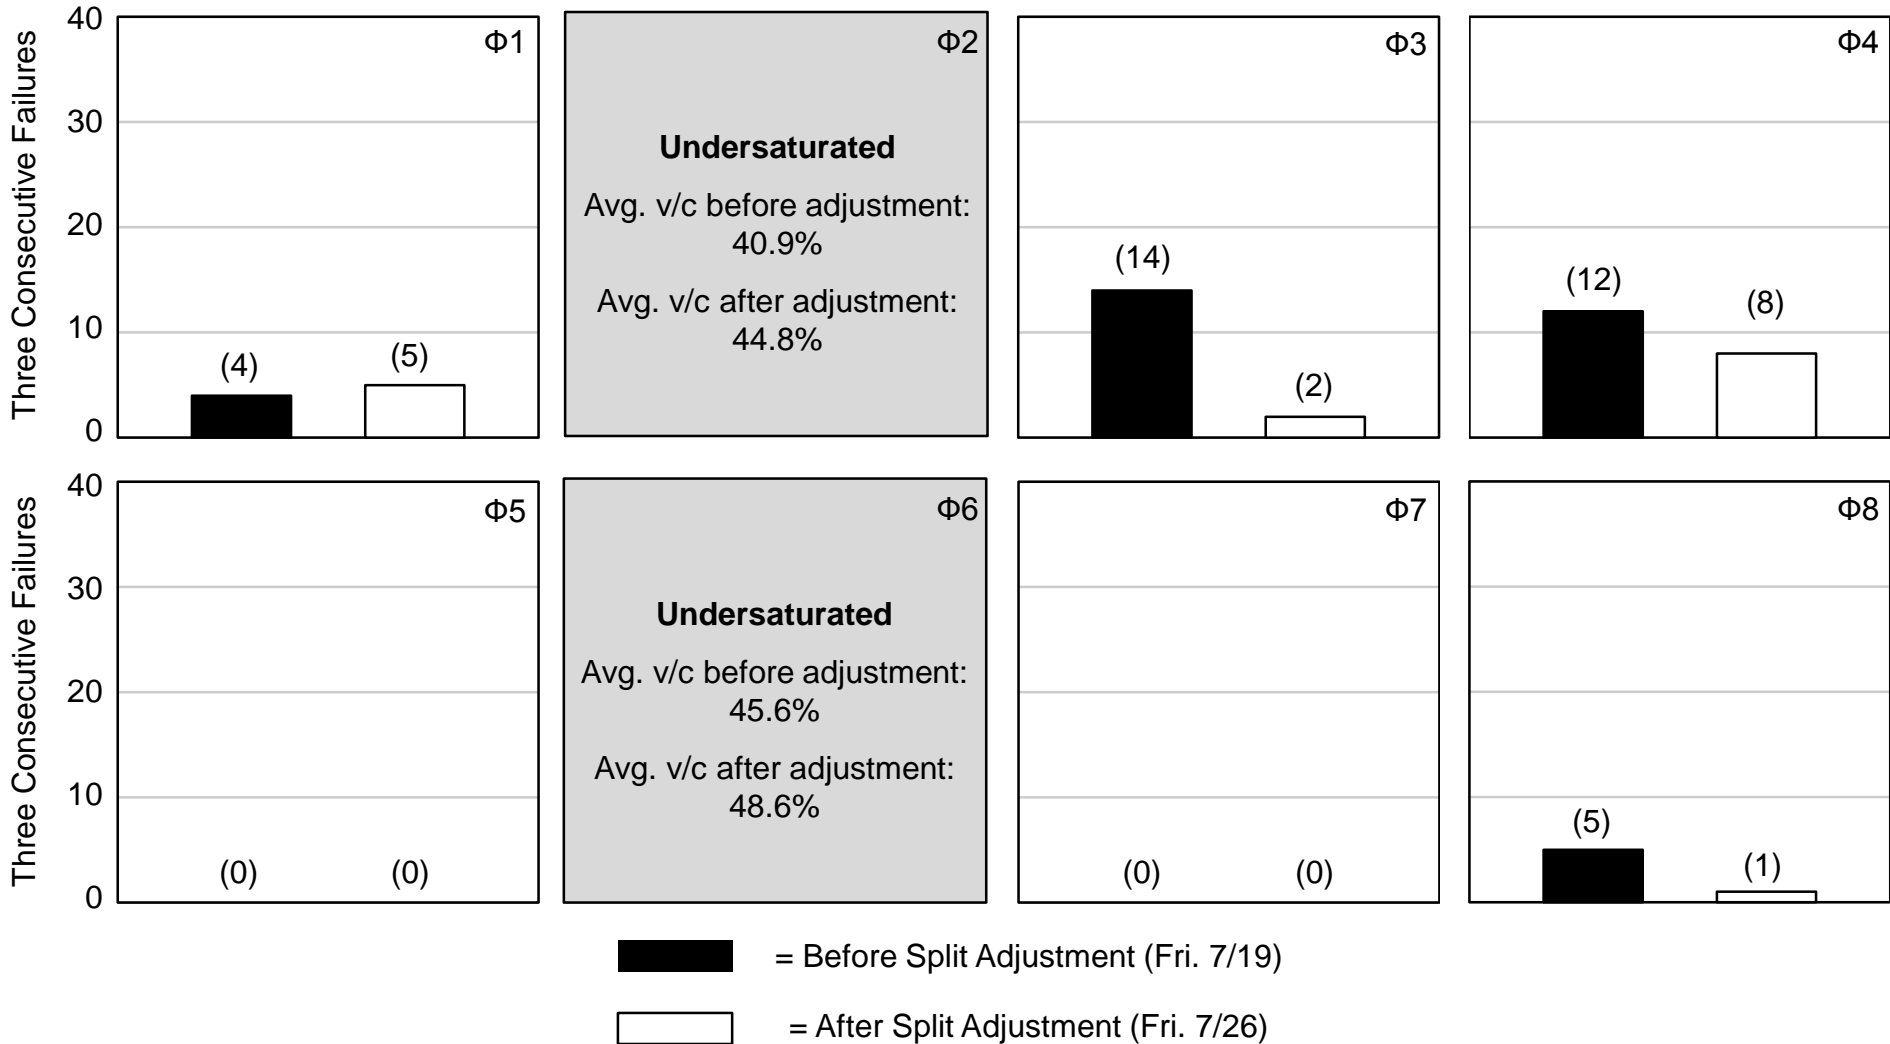 Three Consecutive Failures
40
30
20
10
0
Φ1
(4)
(5)
Φ2
Undersaturated
Avg. v/c before adjustment:
40.9%
Avg. v/c after adjustment:
44.8%
Φ3
(14)
(2)
Φ4
(12)
(8)
Three Consecutive Failures
40
30
20
10
0
Φ5
(0)
(0)
Φ6
Undersaturated
Avg. v/c before adjustment:
45.6%
Avg. v/c after adjustment:
48.6%
Φ7
(0)
(0)
Φ8
(5)
(1)
= Before Split Adjustment (Fri. 7/19)
= After Split Adjustment (Fri. 7/26)